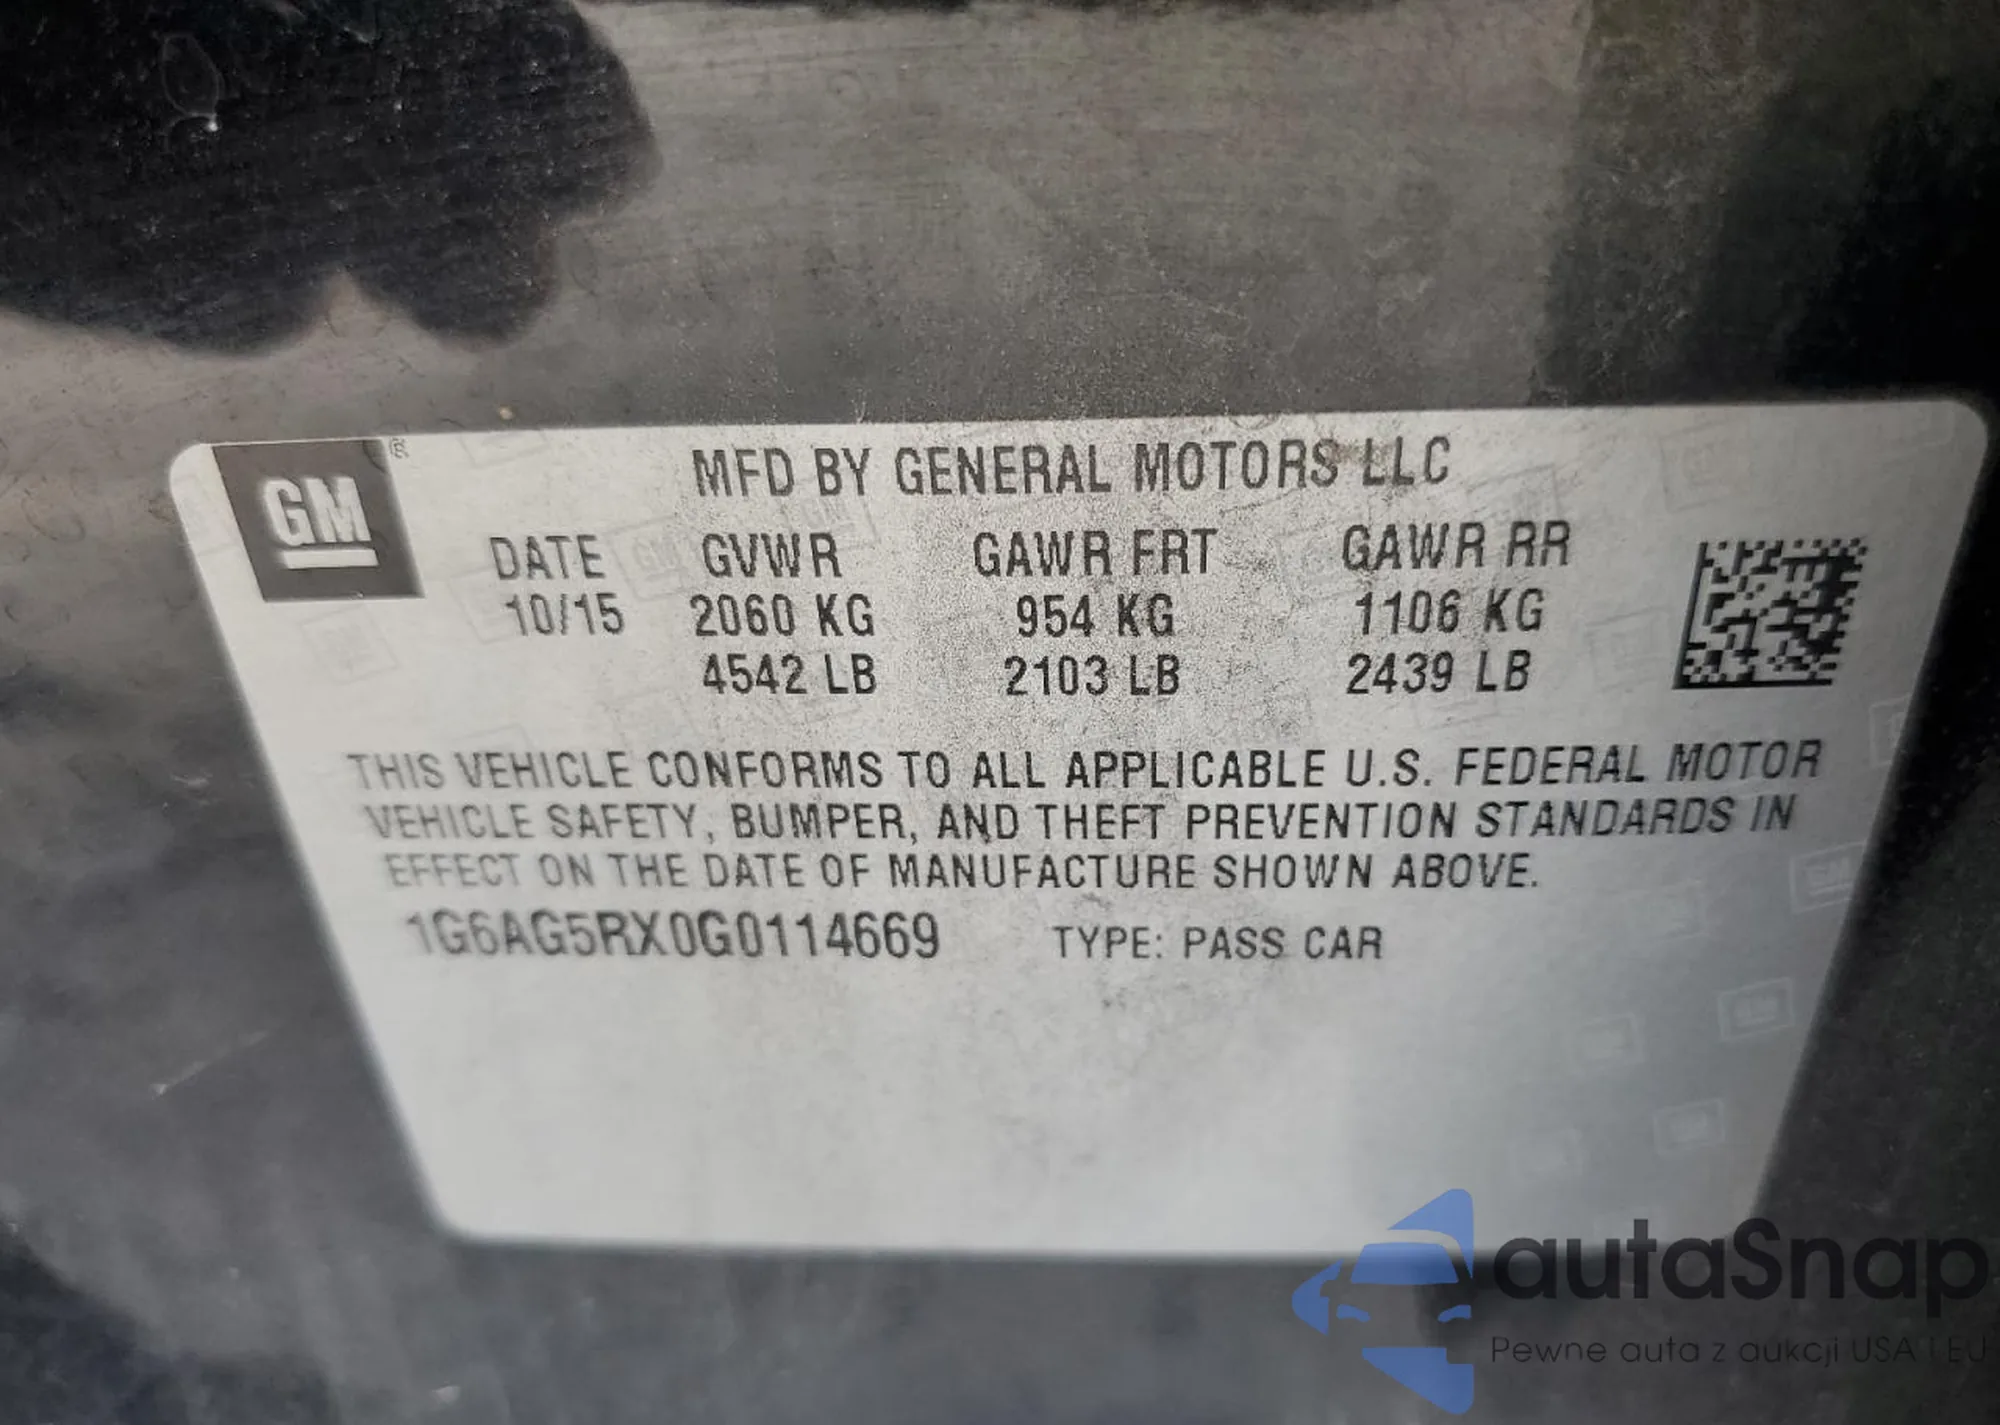 GM ®
MFD BY GENERAL MOTORS LLC
DATE GVWR GAWR FRT GAWR RR
10/15 2060 KG 954 KG 1106 KG
4542 LB 2103 LB 2439 LB
THIS VEHICLE CONFORMS TO ALL APPLICABLE U.S. FEDERAL MOTOR
VEHICLE SAFETY, BUMPER, AND THEFT PREVENTION STANDARDS IN
EFFECT ON THE DATE OF MANUFACTURE SHOWN ABOVE.
1G6AG5RX0G0114669 TYPE: PASS CAR
autaSnap
Pewne auta z aukcji USA i EU